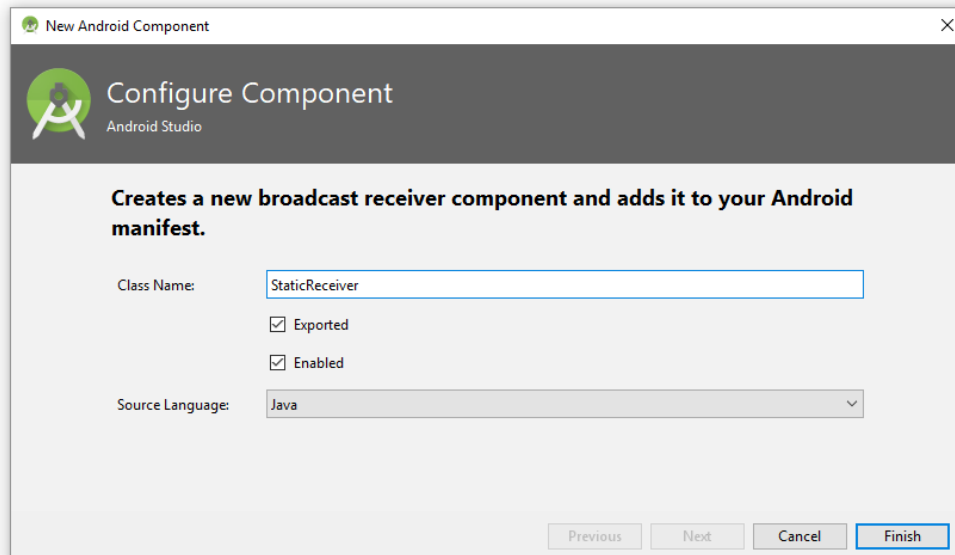 New Android Component
Configure Component
Android Studio
Creates a new broadcast receiver component and adds it to your Android
manifest.
Class Name:
StaticReceiver
Exported
Enabled
Source Language:
Java
Previous
Next
Cancel
Finish